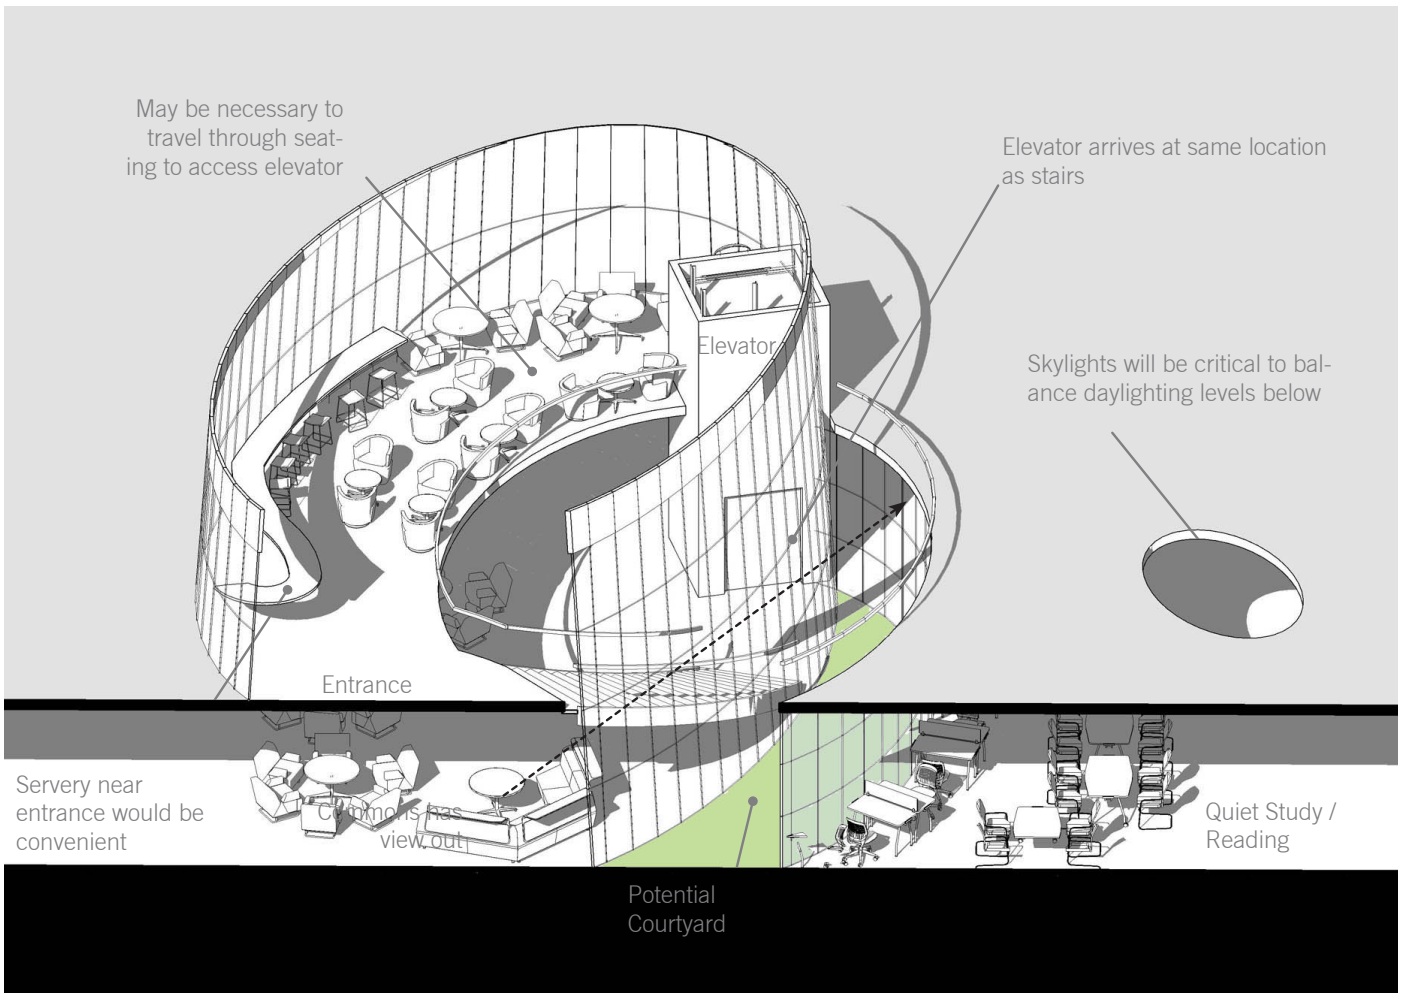 May be necessary to
travel through seat-
ing to access elevator
Elevator arrives at same location
as stairs
Elevator
Skylights will be critical to bal-
ance daylighting levels below
Entrance
Servery near
entrance would be
convenient
Commons has
view out
Quiet Study /
Reading
Potential
Courtyard